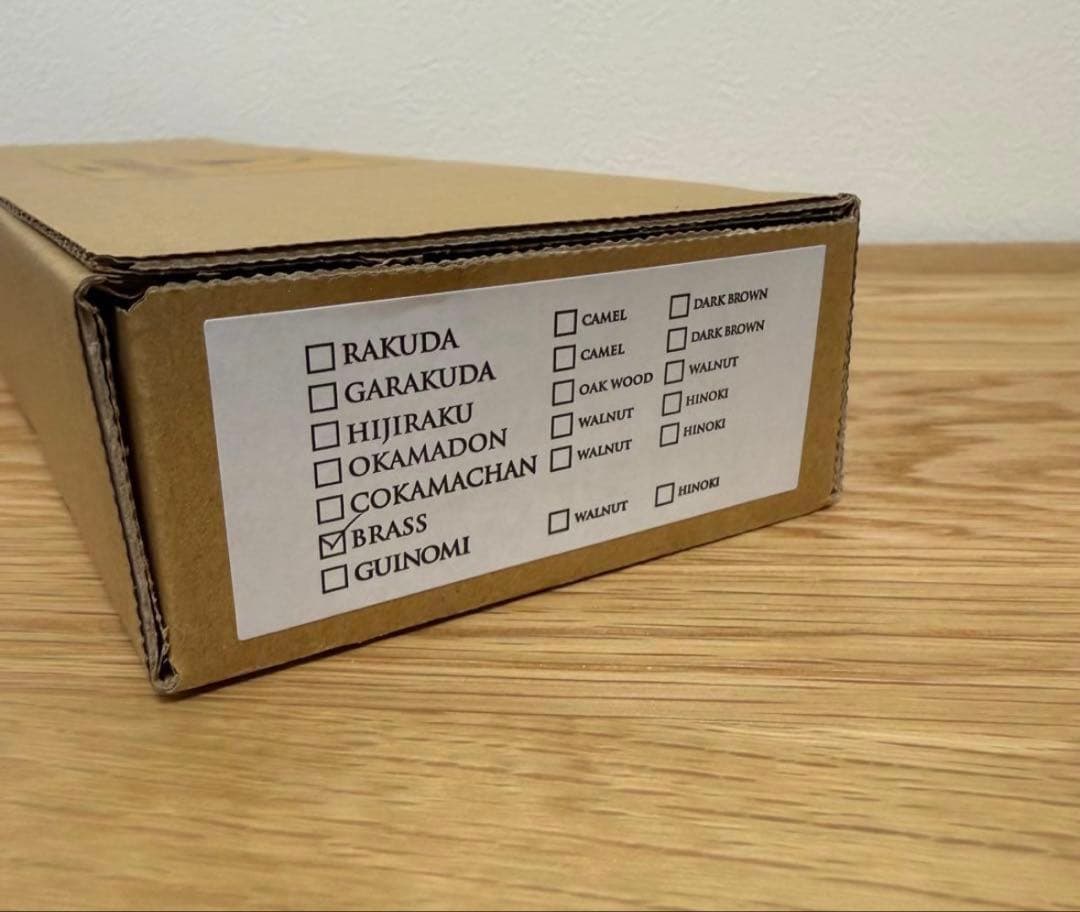 ☐ RAKUDA ☐ CAMEL ☐ DARK BROWN
☐ GARAKUDA ☐ CAMEL ☐ DARK BROWN
☐ HIJIRAKU ☐ OAK WOOD ☐ WALNUT
☐ OKAMADON ☐ WALNUT ☐ HINOKI
☐ COKAMACHAN ☐ WALNUT ☐ HINOKI
☑ BRASS
☐ GUINOMI ☐ WALNUT ☐ HINOKI